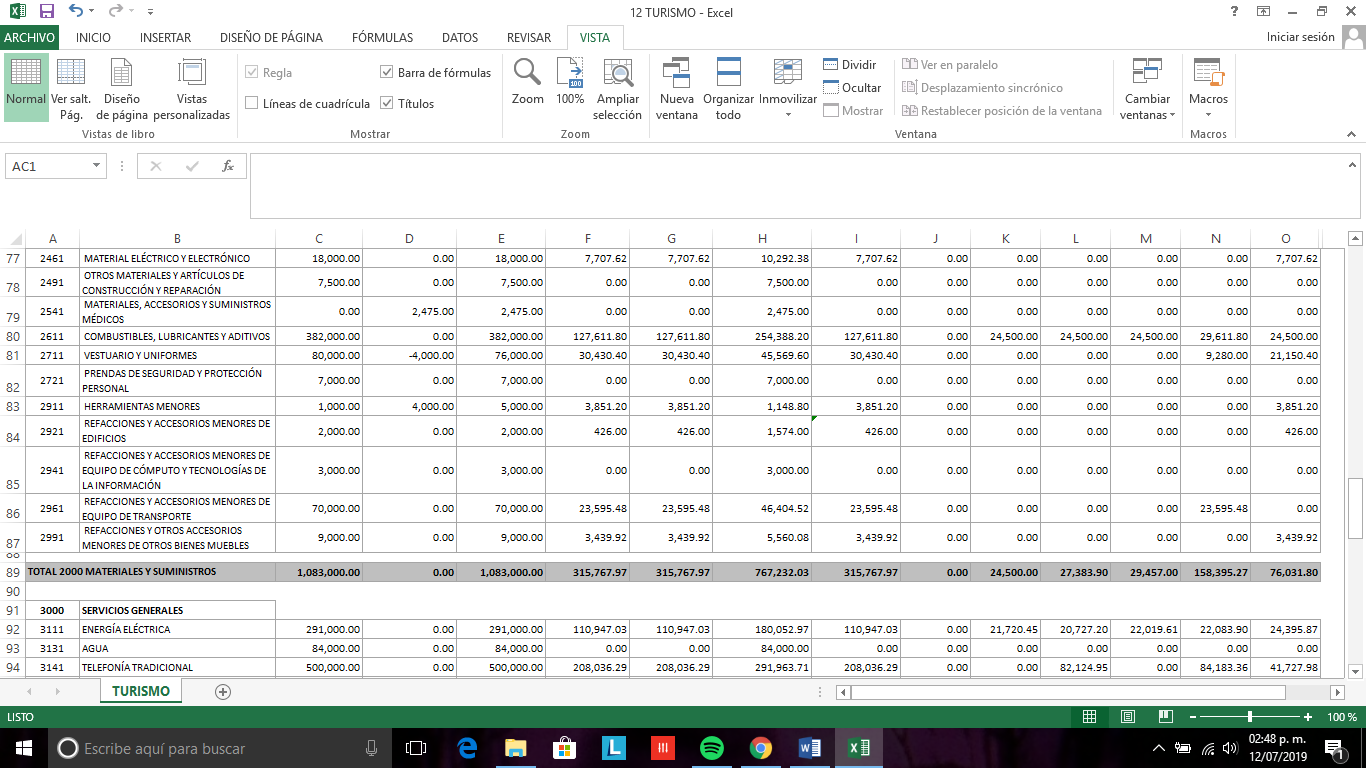 12 TURISMO - Excel
ARCHIVO INICIO INSERTAR DISEÑO DE PÁGINA FÓRMULAS DATOS REVISAR VISTA Iniciar sesión
Normal Ver salt. Pág. Diseño de página Vistas personalizadas
Vistas de libro
Regla Barra de fórmulas
Líneas de cuadrícula Títulos
Mostrar
Zoom 100% Ampliar selección
Zoom
Nueva ventana Organizar todo Inmovilizar
Dividir Ver en paralelo
Ocultar Desplazamiento sincrónico
Mostrar Restablecer posición de la ventana
Cambiar ventanas
Ventana
Macros
Macros
AC1 fx
A B C D E F G H I J K L M N O
77 2461 MATERIAL ELÉCTRICO Y ELECTRÓNICO 18,000.00 0.00 18,000.00 7,707.62 7,707.62 10,292.38 7,707.62 0.00 0.00 0.00 0.00 0.00 7,707.62
78 2491 OTROS MATERIALES Y ARTÍCULOS DE
CONSTRUCCIÓN Y REPARACIÓN 7,500.00 0.00 7,500.00 0.00 0.00 7,500.00 0.00 0.00 0.00 0.00 0.00 0.00 0.00
79 2541 MATERIALES, ACCESORIOS Y SUMINISTROS
MÉDICOS 0.00 2,475.00 2,475.00 0.00 0.00 2,475.00 0.00 0.00 0.00 0.00 0.00 0.00 0.00
80 2611 COMBUSTIBLES, LUBRICANTES Y ADITIVOS 382,000.00 0.00 382,000.00 127,611.80 127,611.80 254,388.20 127,611.80 0.00 24,500.00 24,500.00 24,500.00 29,611.80 24,500.00
81 2711 VESTUARIO Y UNIFORMES 80,000.00 -4,000.00 76,000.00 30,430.40 30,430.40 45,569.60 30,430.40 0.00 0.00 0.00 0.00 9,280.00 21,150.40
82 2721 PRENDAS DE SEGURIDAD Y PROTECCIÓN
PERSONAL 7,000.00 0.00 7,000.00 0.00 0.00 7,000.00 0.00 0.00 0.00 0.00 0.00 0.00 0.00
83 2911 HERRAMIENTAS MENORES 1,000.00 4,000.00 5,000.00 3,851.20 3,851.20 1,148.80 3,851.20 0.00 0.00 0.00 0.00 0.00 3,851.20
84 2921 REFACCIONES Y ACCESORIOS MENORES DE
EDIFICIOS 2,000.00 0.00 2,000.00 426.00 426.00 1,574.00 426.00 0.00 0.00 0.00 0.00 0.00 426.00
85 2941 REFACCIONES Y ACCESORIOS MENORES DE
EQUIPO DE CÓMPUTO Y TECNOLOGÍAS DE
LA INFORMACIÓN 3,000.00 0.00 3,000.00 0.00 0.00 3,000.00 0.00 0.00 0.00 0.00 0.00 0.00 0.00
86 2961 REFACCIONES Y ACCESORIOS MENORES DE
EQUIPO DE TRANSPORTE 70,000.00 0.00 70,000.00 23,595.48 23,595.48 46,404.52 23,595.48 0.00 0.00 0.00 0.00 23,595.48 0.00
87 2991 REFACCIONES Y OTROS ACCESORIOS
MENORES DE OTROS BIENES MUEBLES 9,000.00 0.00 9,000.00 3,439.92 3,439.92 5,560.08 3,439.92 0.00 0.00 0.00 0.00 0.00 3,439.92
88
89 TOTAL 2000 MATERIALES Y SUMINISTROS 1,083,000.00 0.00 1,083,000.00 315,767.97 315,767.97 767,232.03 315,767.97 0.00 24,500.00 27,383.90 29,457.00 158,395.27 76,031.80
90
91 3000 SERVICIOS GENERALES
92 3111 ENERGÍA ELÉCTRICA 291,000.00 0.00 291,000.00 110,947.03 110,947.03 180,052.97 110,947.03 0.00 21,720.45 20,727.20 22,019.61 22,083.90 24,395.87
93 3131 AGUA 84,000.00 0.00 84,000.00 0.00 0.00 84,000.00 0.00 0.00 0.00 0.00 0.00 0.00 0.00
94 3141 TELEFONÍA TRADICIONAL 500,000.00 0.00 500,000.00 208,036.29 208,036.29 291,963.71 208,036.29 0.00 0.00 82,124.95 0.00 84,183.36 41,727.98
TURISMO
LISTO 100 %
Escribe aquí para buscar
02:48 p. m.
12/07/2019
1